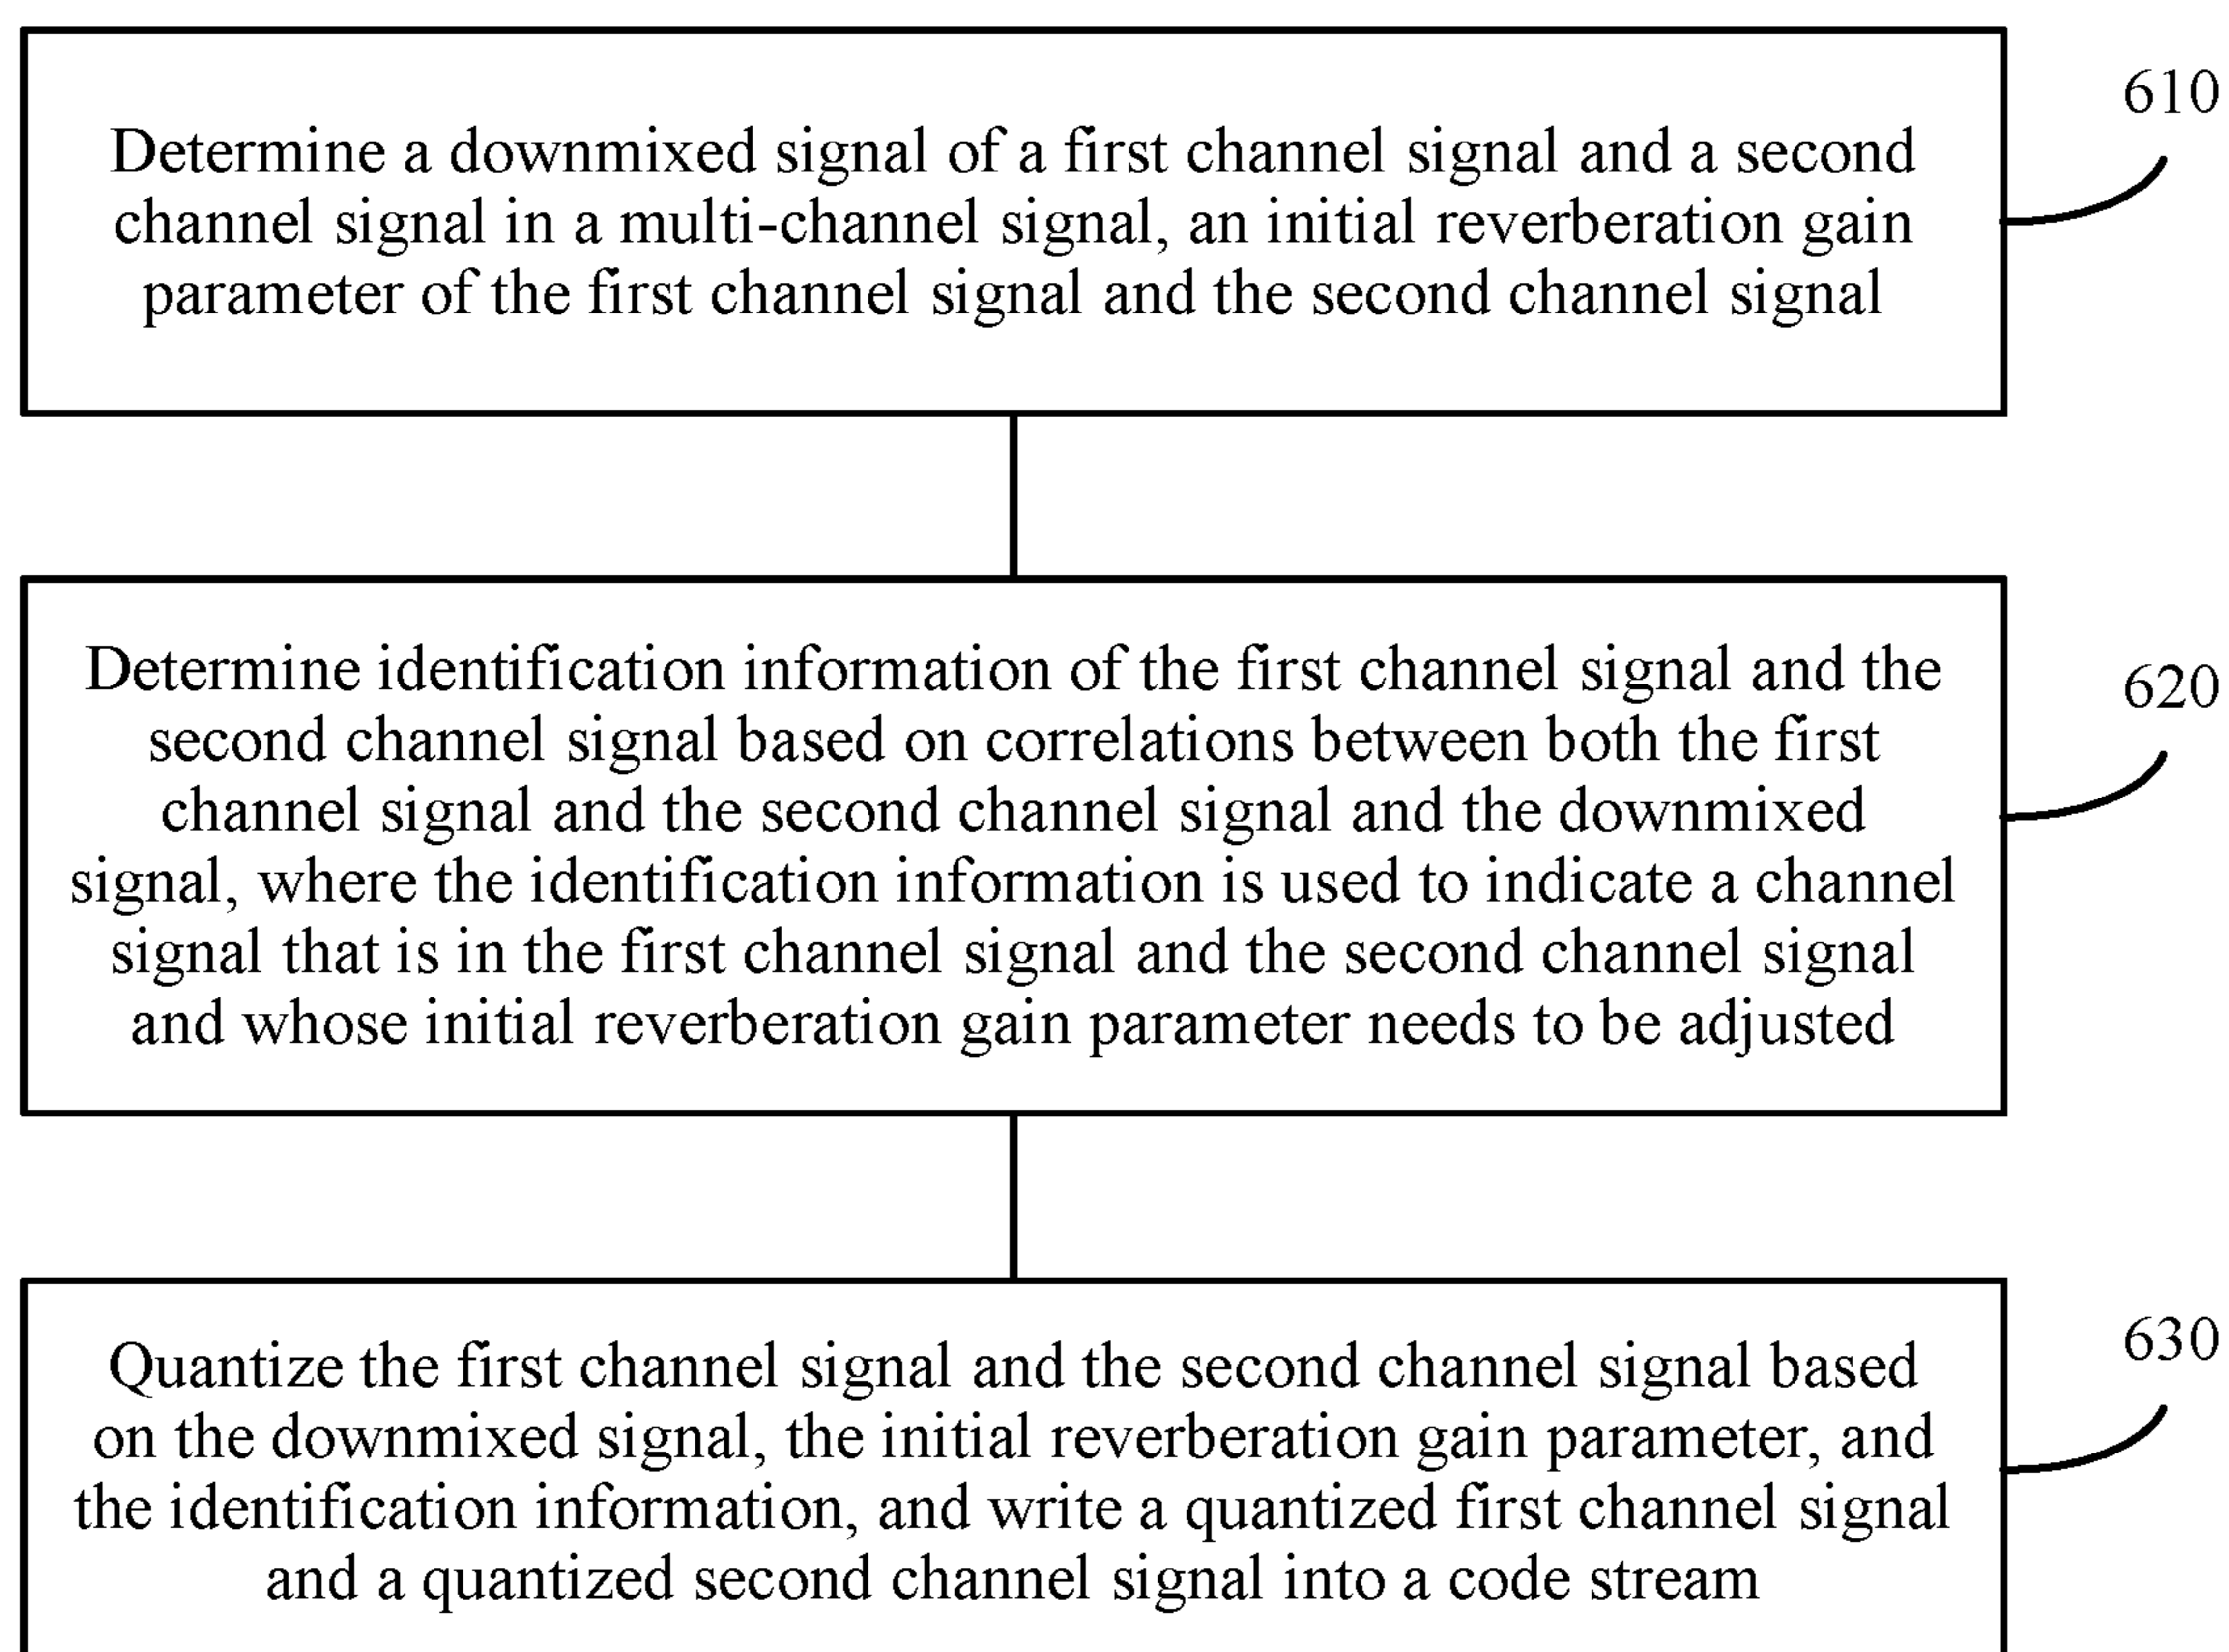 Determine a downmixed signal of a first channel signal and a second
channel signal in a multi-channel signal, an initial reverberation gain
parameter of the first channel signal and the second channel signal
610
Determine identification information of the first channel signal and the
second channel signal based on correlations between both the first
channel signal and the second channel signal and the downmixed
signal, where the identification information is used to indicate a channel
signal that is in the first channel signal and the second channel signal
and whose initial reverberation gain parameter needs to be adjusted
620
Quantize the first channel signal and the second channel signal based
on the downmixed signal, the initial reverberation gain parameter, and
the identification information, and write a quantized first channel signal
and a quantized second channel signal into a code stream
630